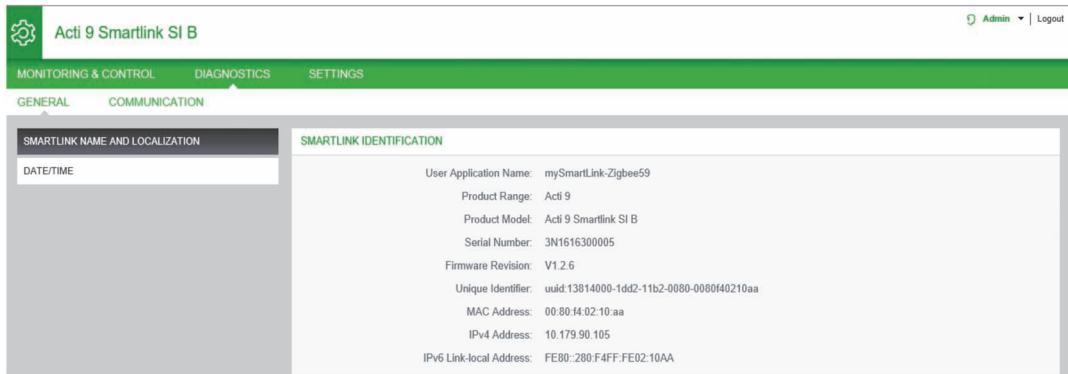 Acti 9 Smartlink SI B
Admin | Logout
MONITORING & CONTROL DIAGNOSTICS SETTINGS
GENERAL COMMUNICATION
SMARTLINK NAME AND LOCALIZATION
DATE/TIME
SMARTLINK IDENTIFICATION
User Application Name: mySmartLink-Zigbee59
Product Range: Acti 9
Product Model: Acti 9 Smartlink SI B
Serial Number: 3N1616300005
Firmware Revision: V1.2.6
Unique Identifier: uuid:13814000-1dd2-11b2-0080-0080f40210aa
MAC Address: 00:80:f4:02:10:aa
IPv4 Address: 10.179.90.105
IPv6 Link-local Address: FE80::280:F4FF:FE02:10AA